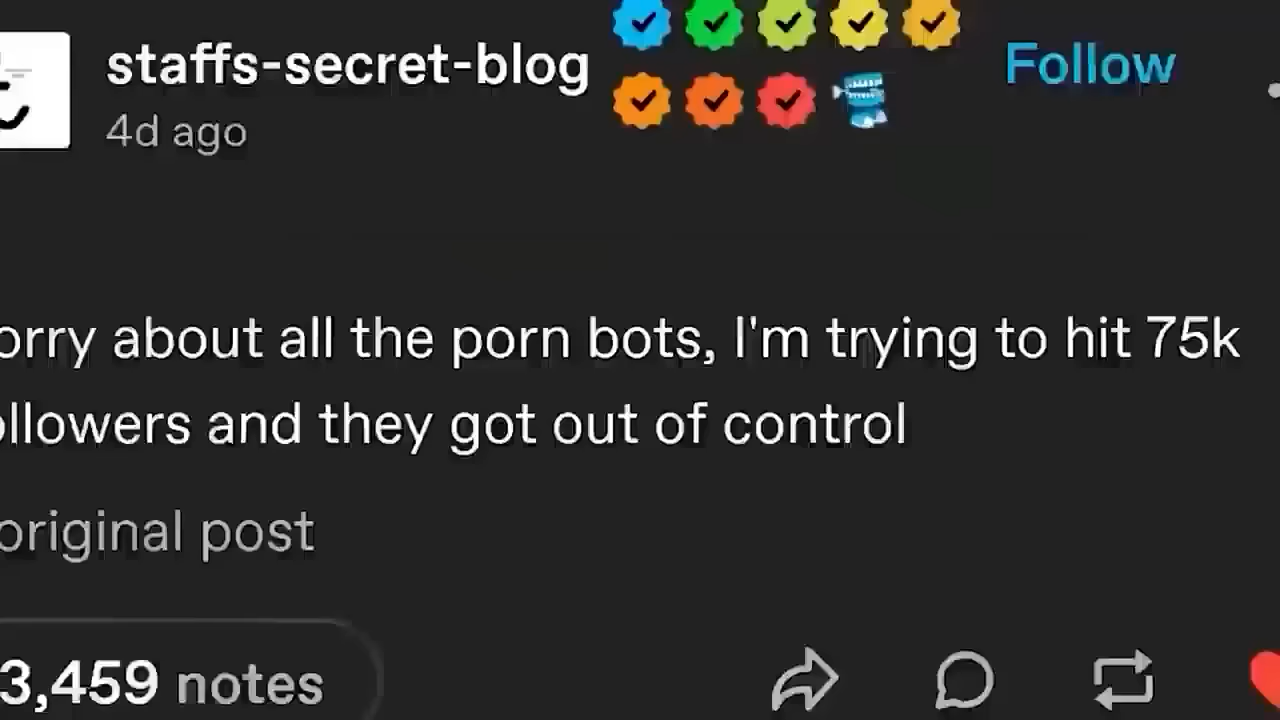 staffs-secret-blog
Follow
4d ago
orry about all the porn bots, I'm trying to hit 75k
ollowers and they got out of control
original post
3,459 notes